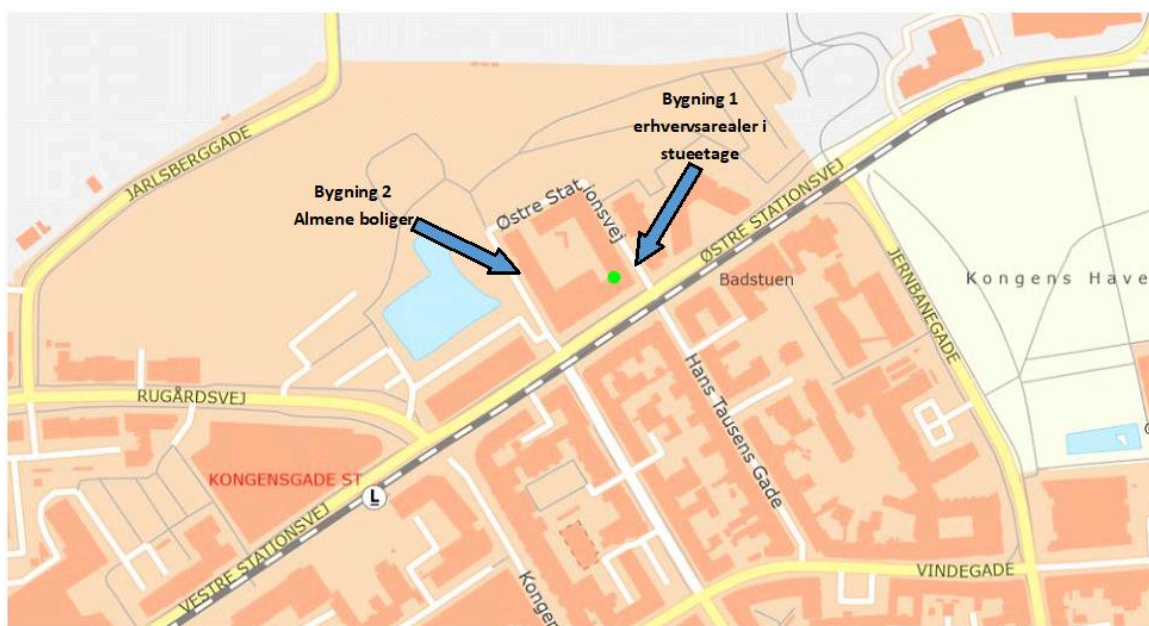 Bygning 1
erhvervsarealer i
stueetage
Bygning 2
Almene boliger
JARLSBERGGADE
Østre Stationsvej
ØSTRE STATIONSVEJ
Badstuen
JERNBANEGADE
Kongens Have
RUGÅRDSVEJ
Hans Tausens Gade
KONGENSGADE ST
L
VESTRE STATIONSVEJ
Kongen
VINDEGADE